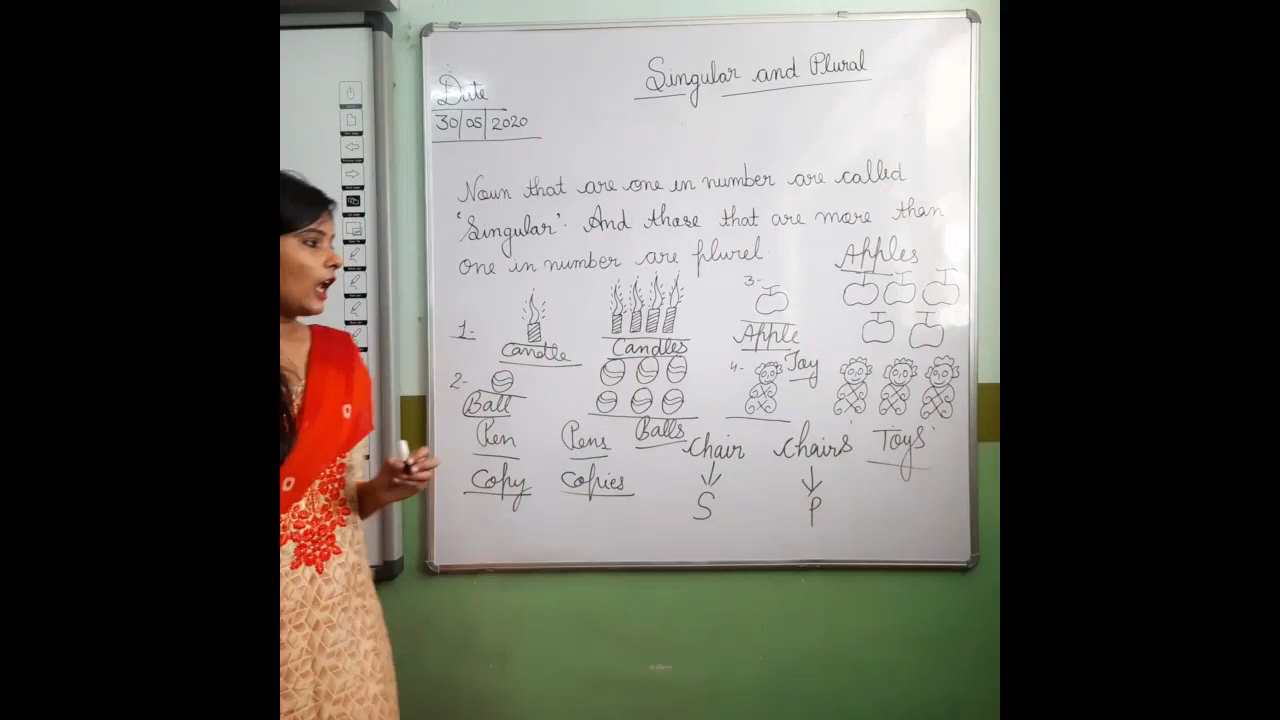 Singular and Plural
Date
30/05/2020
Noun that are one in number are called
'Singular'. And those that are more than
one in number are plurel.
1-
Candle
Candles
2-
Ball
Balls
3-
Apple
Apples
4-
Toy
Toys
Pen
Pens
Chair
Chairs
Copy
Copies
S
P